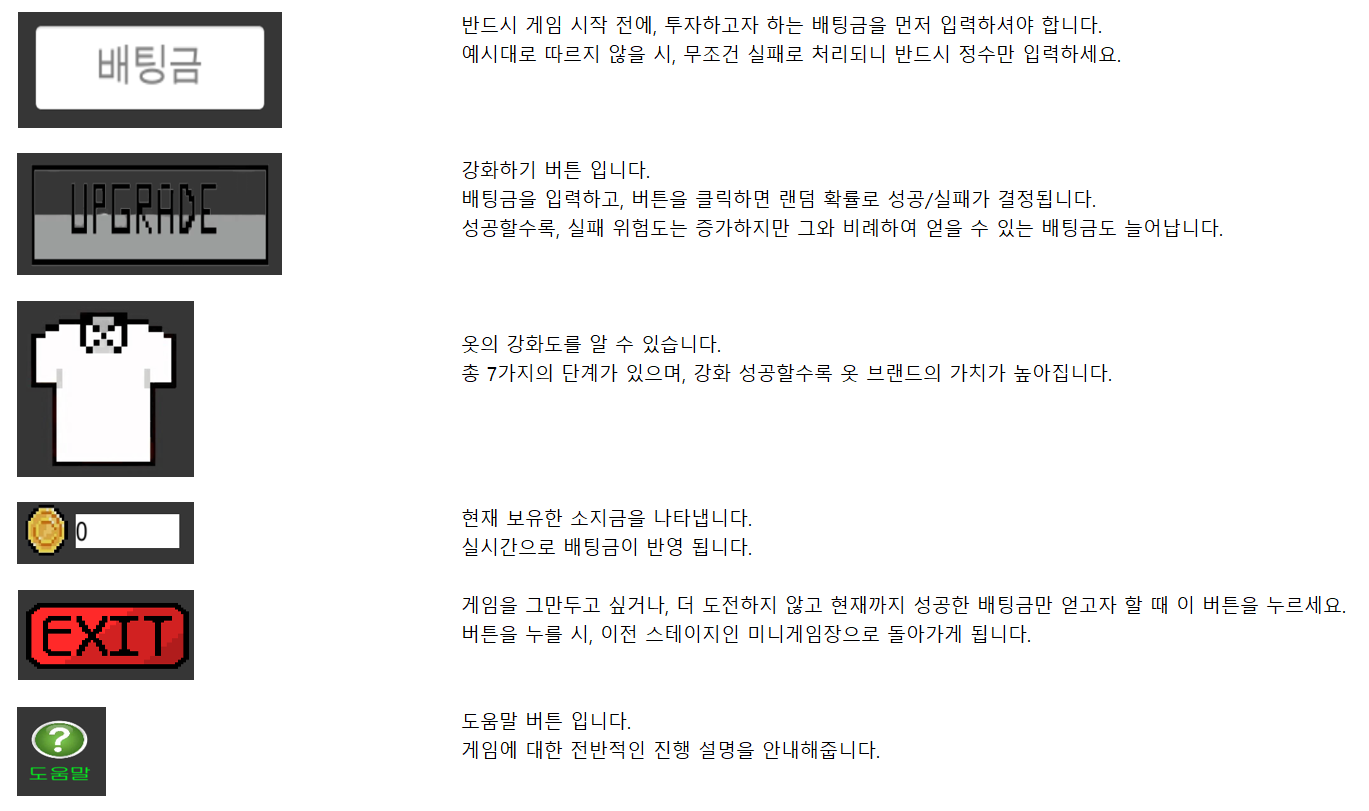 배팅금
반드시 게임 시작 전에, 투자하고자 하는 배팅금을 먼저 입력하셔야 합니다.
예시대로 따르지 않을 시, 무조건 실패로 처리되니 반드시 정수만 입력하세요.
UPGRADE
강화하기 버튼 입니다.
배팅금을 입력하고, 버튼을 클릭하면 랜덤 확률로 성공/실패가 결정됩니다.
성공할수록, 실패 위험도는 증가하지만 그와 비례하여 얻을 수 있는 배팅금도 늘어납니다.
옷의 강화도를 알 수 있습니다.
총 7가지의 단계가 있으며, 강화 성공할수록 옷 브랜드의 가치가 높아집니다.
0
현재 보유한 소지금을 나타냅니다.
실시간으로 배팅금이 반영 됩니다.
EXIT
게임을 그만두고 싶거나, 더 도전하지 않고 현재까지 성공한 배팅금만 얻고자 할 때 이 버튼을 누르세요.
버튼을 누를 시, 이전 스테이지인 미니게임장으로 돌아가게 됩니다.
?
도움말
도움말 버튼 입니다.
게임에 대한 전반적인 진행 설명을 안내해줍니다.